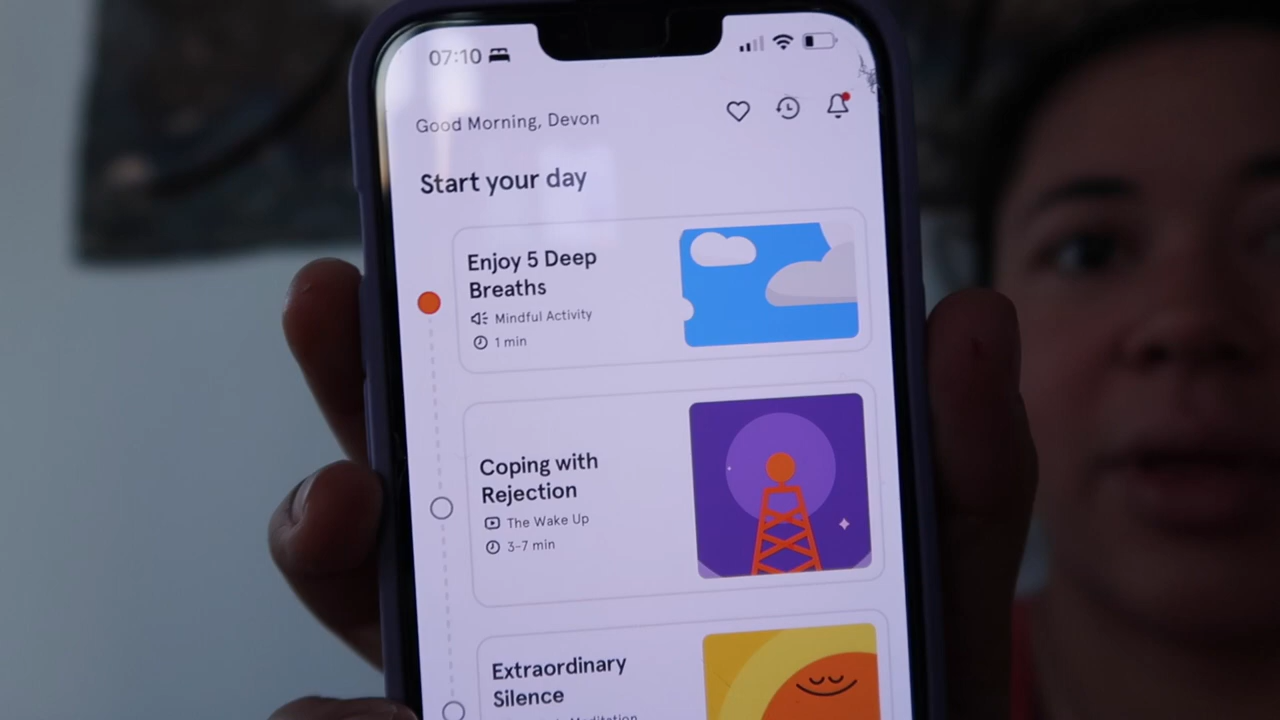 07:10
Good Morning, Devon
Start your day
Enjoy 5 Deep
Breaths
Mindful Activity
1 min
Coping with
Rejection
The Wake Up
3-7 min
Extraordinary
Silence
Meditation